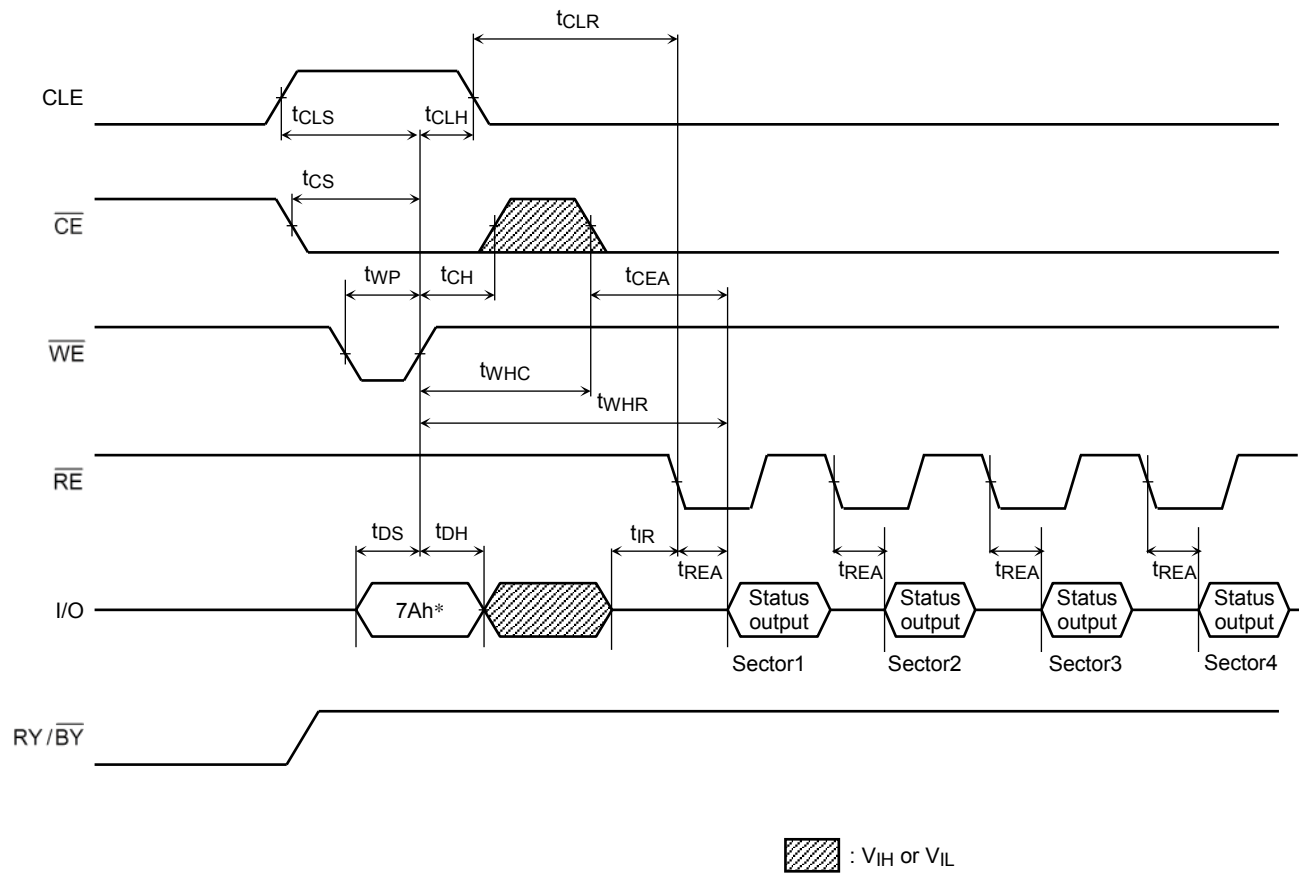 tCLR
CLE
tCLS
tCLH
tCS
CE
tWP
tCH
tCEA
WE
tWHC
tWHR
RE
tDS
tDH
tIR
tREA
tREA
tREA
tREA
I/O
7Ah*
Status output
Status output
Status output
Status output
Sector1
Sector2
Sector3
Sector4
RY/BY
: VIH or VIL